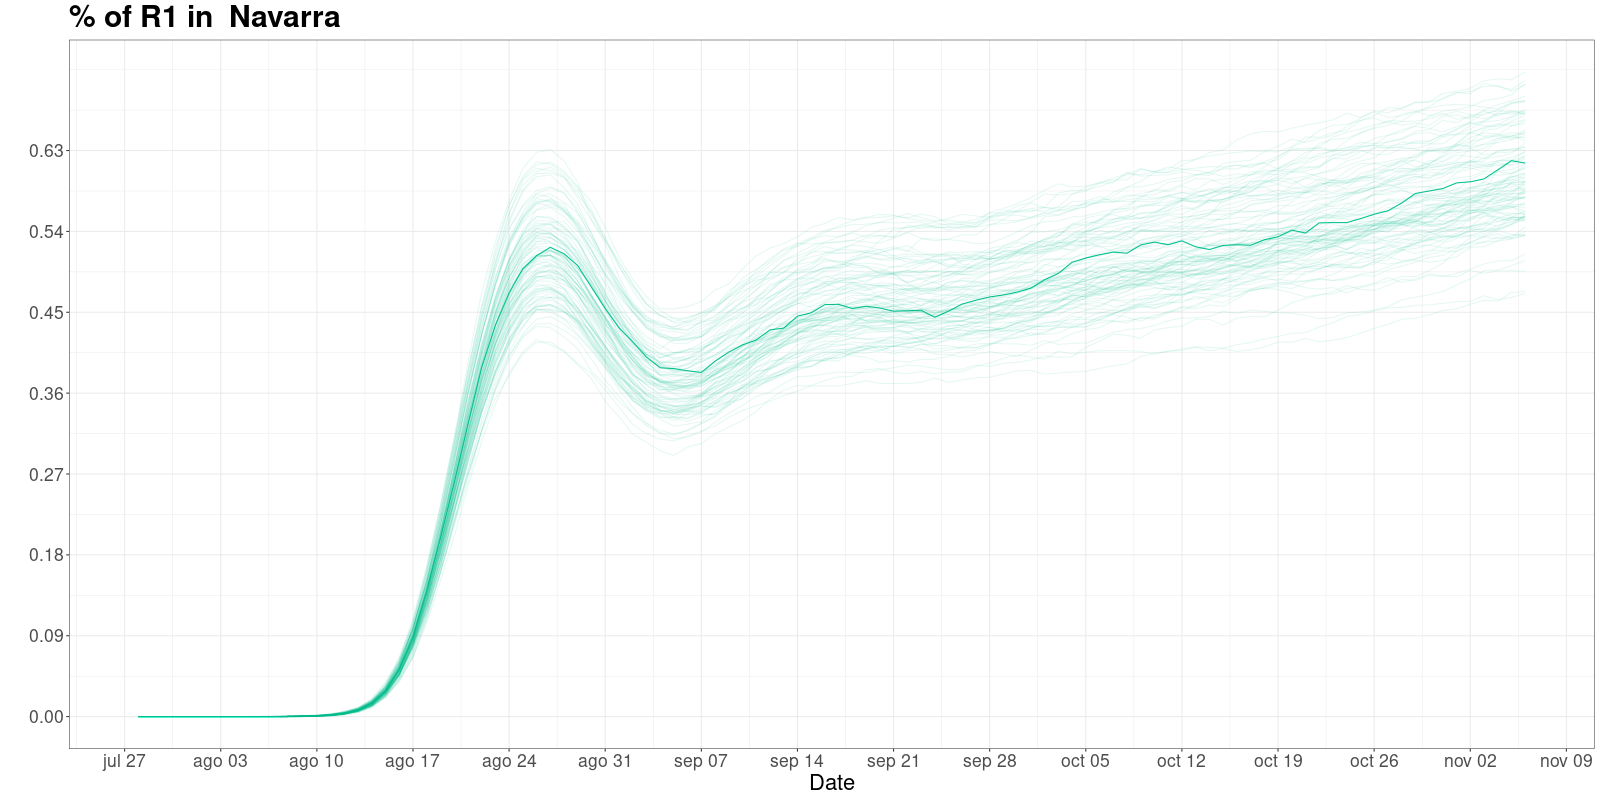 % of R1 in  Navarra
0.63
0.54
0.45
0.36
0.27
0.18
0.09
0.00
jul 27 ago 03 ago 10 ago 17 ago 24 ago 31 sep 07 sep 14 sep 21 sep 28 oct 05 oct 12 oct 19 oct 26 nov 02 nov 09
Date